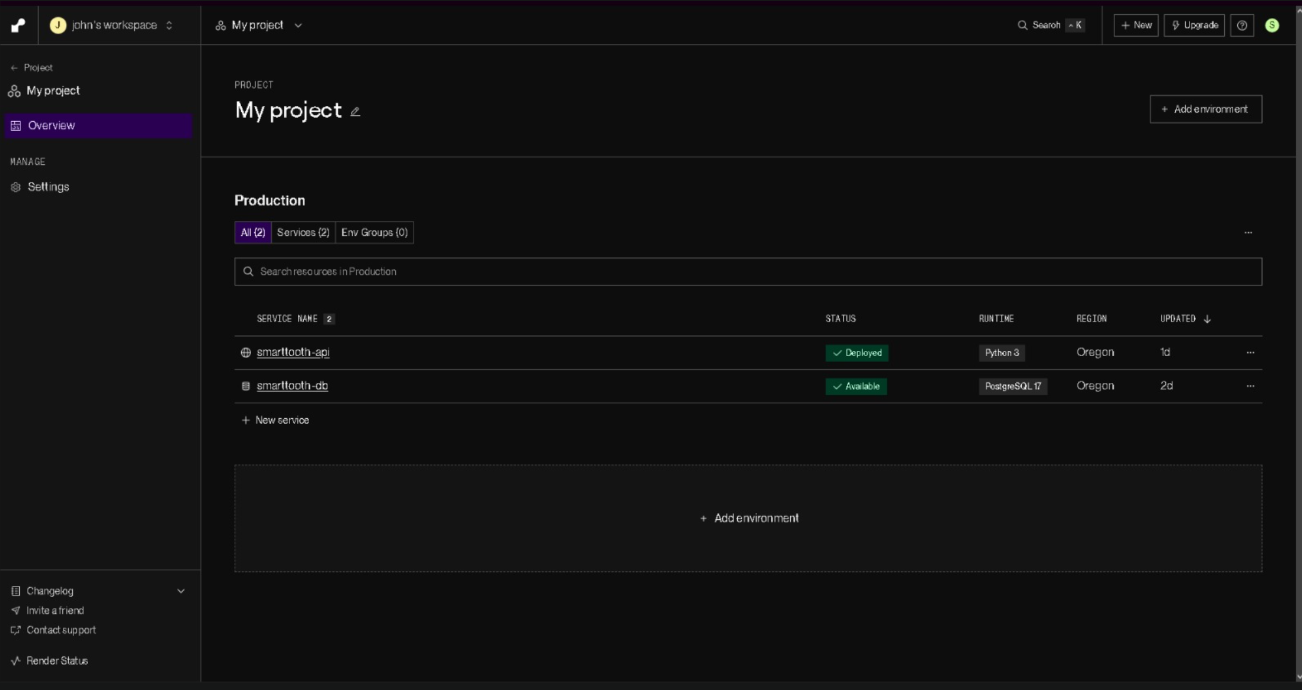 J john's workspace
My project
Search ⌃ K
+ New
Upgrade
S
← Project
My project
Overview
MANAGE
Settings
PROJECT
My project
+ Add environment
Production
All (2)
Services (2)
Env Groups (0)
...
Search resources in Production
SERVICE NAME 2 STATUS RUNTIME REGION UPDATED ↓
smarttooth-api ✓ Deployed Python 3 Oregon 1d ...
smarttooth-db ✓ Available PostgreSQL 17 Oregon 2d ...
+ New service
+ Add environment
Changelog
Invite a friend
Contact support
Render Status